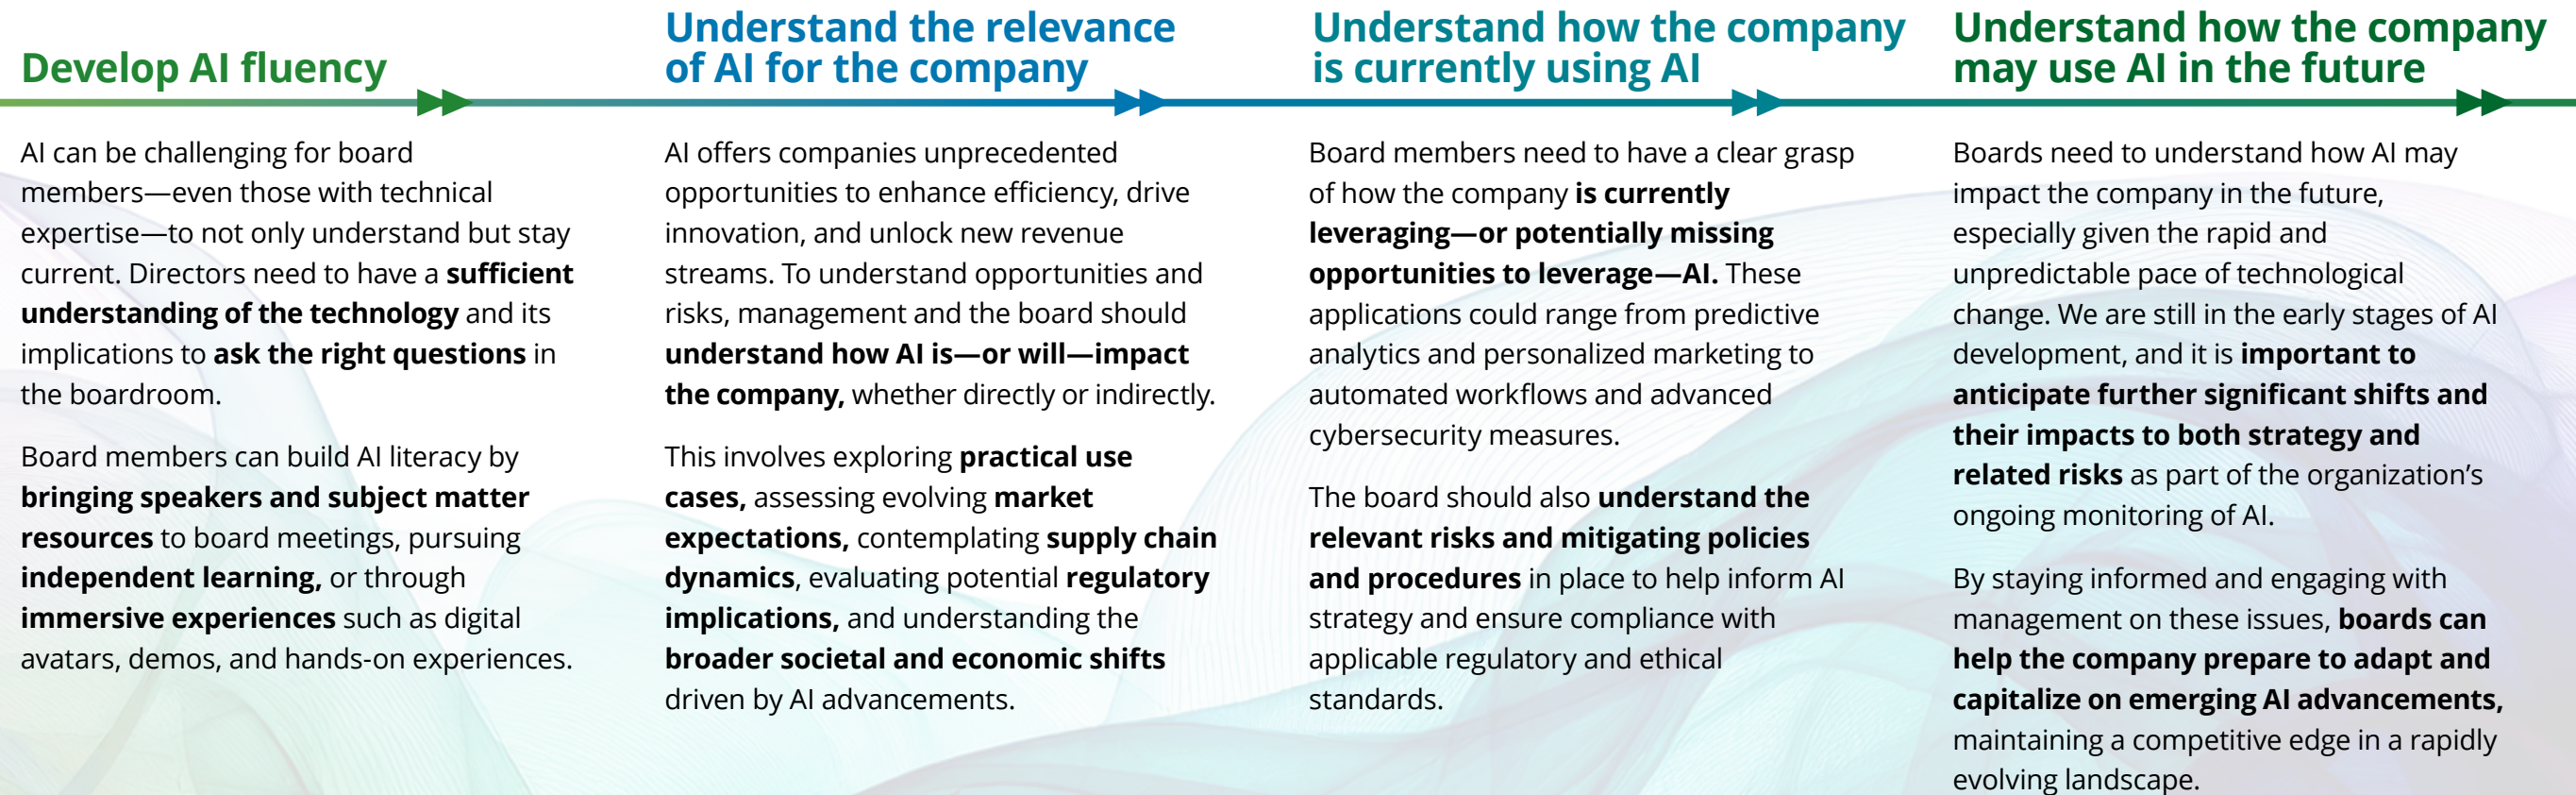 Develop AI fluency
AI can be challenging for board
members—even those with technical
expertise—to not only understand but stay
current. Directors need to have a sufficient
understanding of the technology and its
implications to ask the right questions in
the boardroom.
Board members can build AI literacy by
bringing speakers and subject matter
resources to board meetings, pursuing
independent learning, or through
immersive experiences such as digital
avatars, demos, and hands-on experiences.
Understand the relevance
of AI for the company
AI offers companies unprecedented
opportunities to enhance efficiency, drive
innovation, and unlock new revenue
streams. To understand opportunities and
risks, management and the board should
understand how AI is—or will—impact
the company, whether directly or indirectly.
This involves exploring practical use
cases, assessing evolving market
expectations, contemplating supply chain
dynamics, evaluating potential regulatory
implications, and understanding the
broader societal and economic shifts
driven by AI advancements.
Understand how the company
is currently using AI
Board members need to have a clear grasp
of how the company is currently
leveraging—or potentially missing
opportunities to leverage—AI. These
applications could range from predictive
analytics and personalized marketing to
automated workflows and advanced
cybersecurity measures.
The board should also understand the
relevant risks and mitigating policies
and procedures in place to help inform AI
strategy and ensure compliance with
applicable regulatory and ethical
standards.
Understand how the company
may use AI in the future
Boards need to understand how AI may
impact the company in the future,
especially given the rapid and
unpredictable pace of technological
change. We are still in the early stages of AI
development, and it is important to
anticipate further significant shifts and
their impacts to both strategy and
related risks as part of the organization’s
ongoing monitoring of AI.
By staying informed and engaging with
management on these issues, boards can
help the company prepare to adapt and
capitalize on emerging AI advancements,
maintaining a competitive edge in a rapidly
evolving landscape.